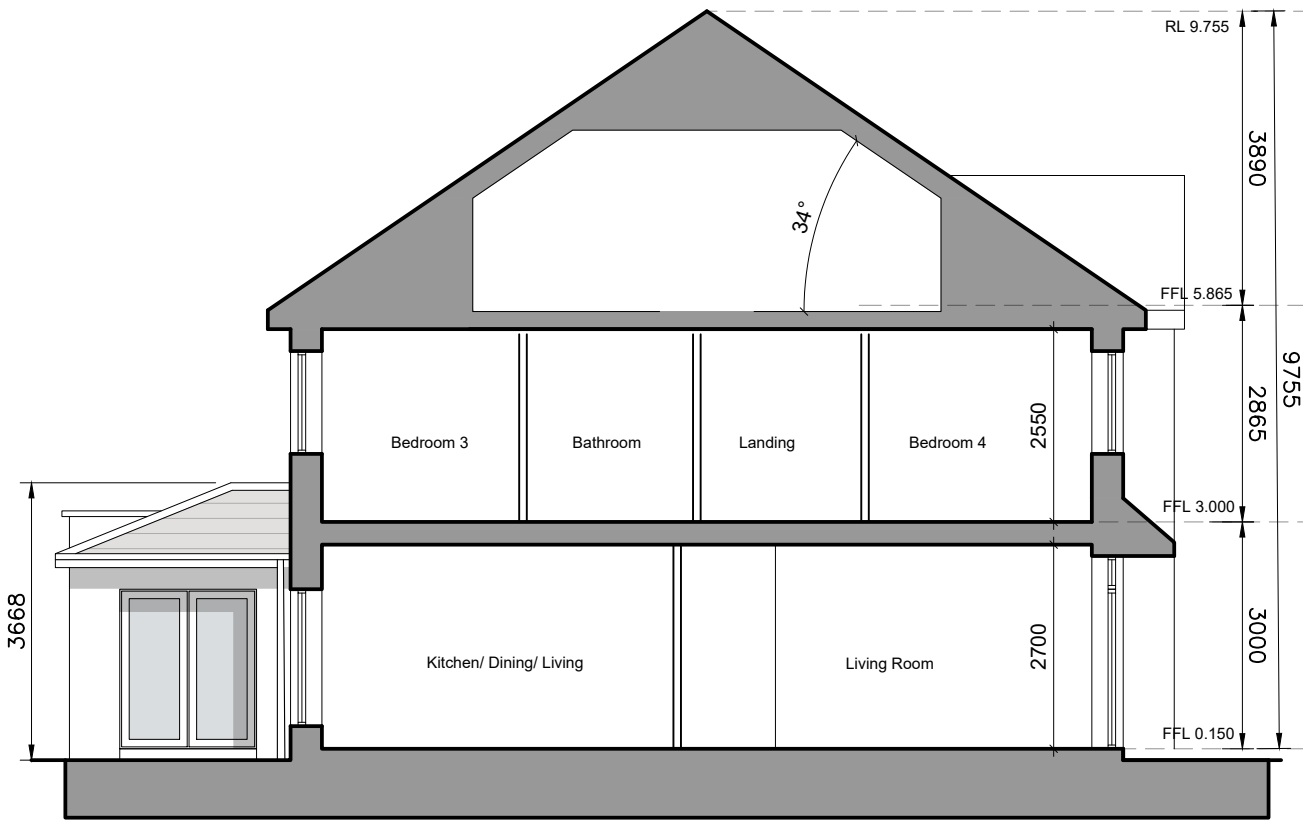 RL 9.755
3890
34°
FFL 5.865
9755
2865
2550
Bedroom 3
Bathroom
Landing
Bedroom 4
FFL 3.000
3668
3000
2700
Kitchen/ Dining/ Living
Living Room
FFL 0.150